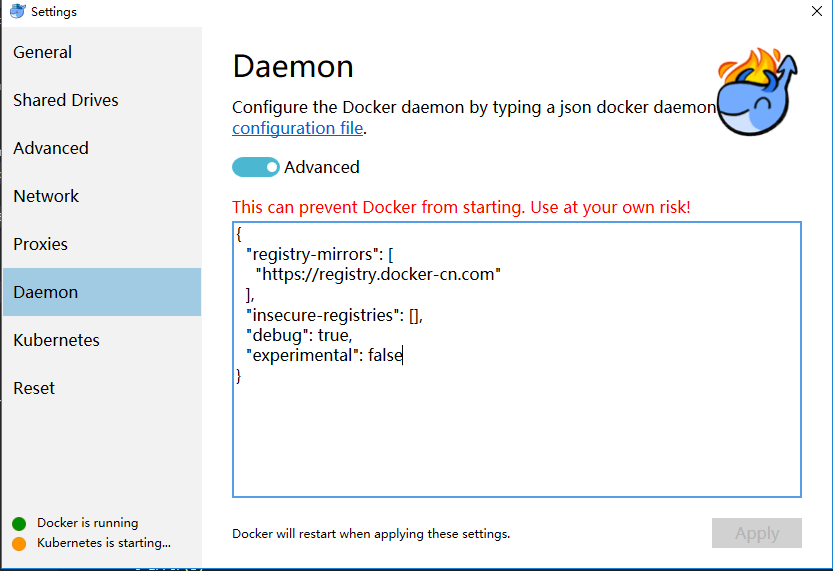 Settings
General
Shared Drives
Advanced
Network
Proxies
Daemon
Kubernetes
Reset
Docker is running
Kubernetes is starting...
Daemon
Configure the Docker daemon by typing a json docker daemon
configuration file.
Advanced
This can prevent Docker from starting. Use at your own risk!
{
"registry-mirrors": [
"https://registry.docker-cn.com"
],
"insecure-registries": [],
"debug": true,
"experimental": false
}
Docker will restart when applying these settings.
Apply